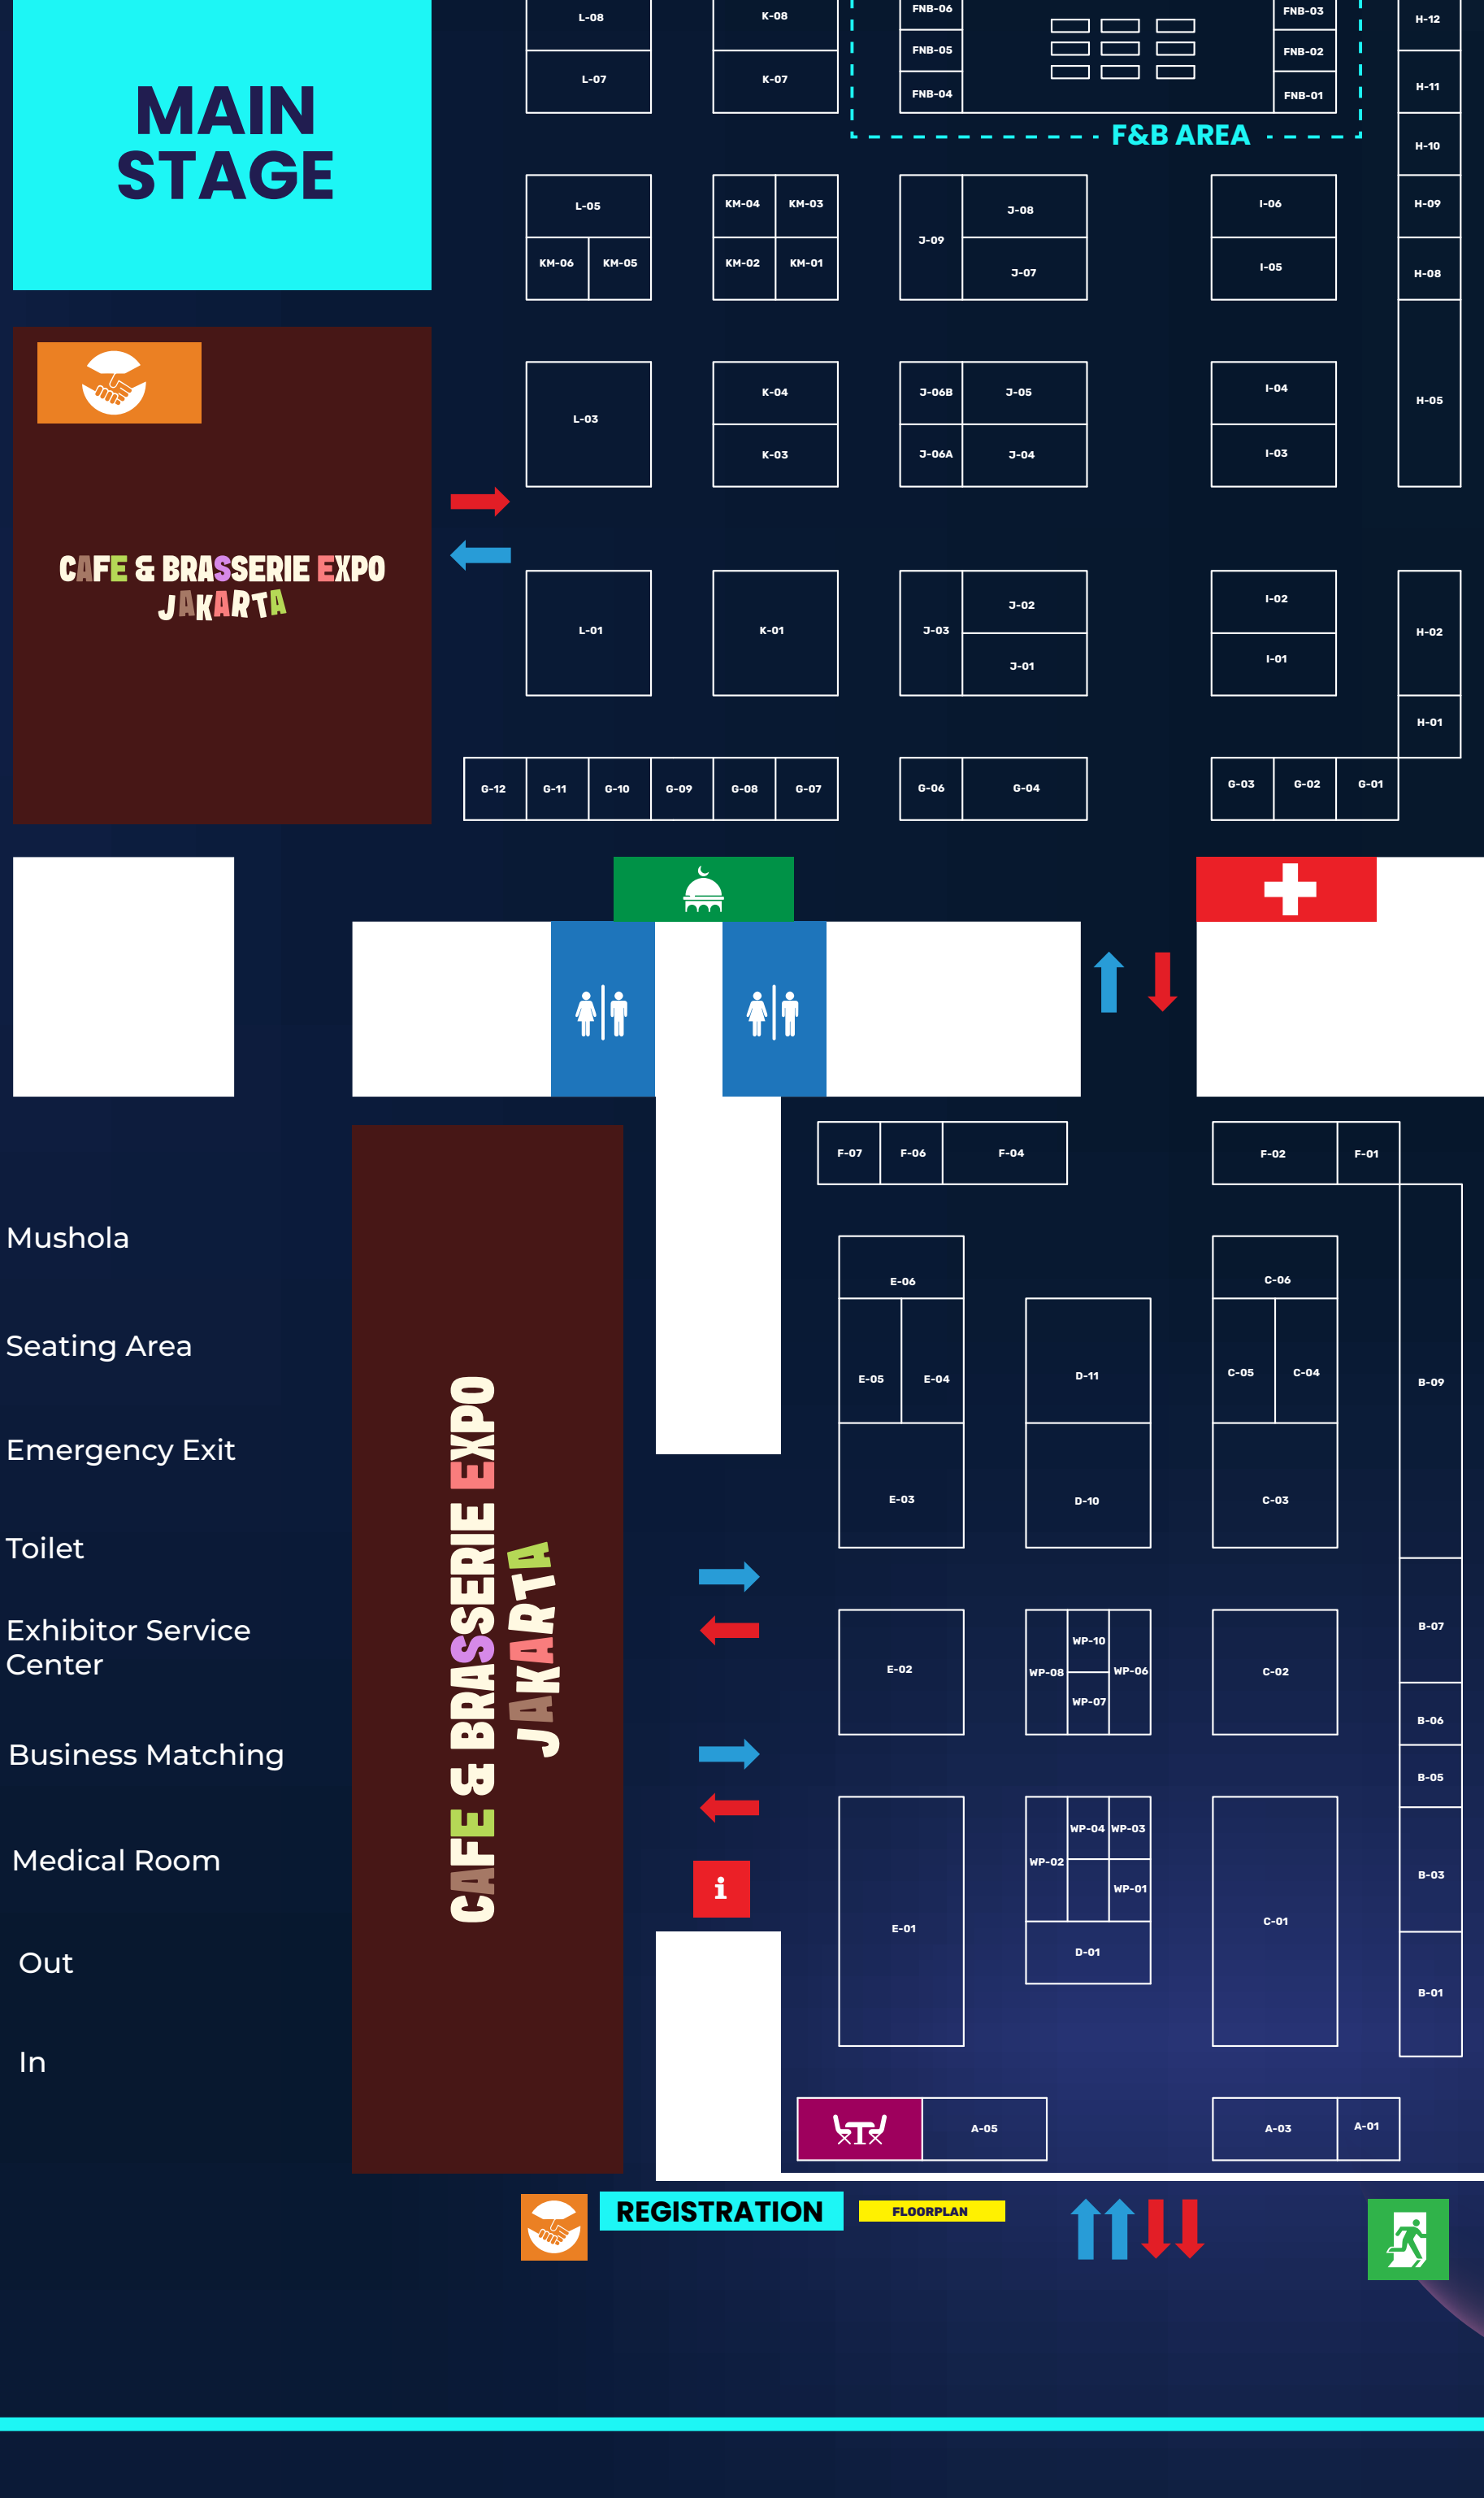 MAIN
STAGE
L-08
K-08
FNB-06
FNB-03
H-12
L-07
K-07
FNB-05
FNB-02
H-11
FNB-04
FNB-01
F&B AREA
H-10
L-05
KM-04
KM-03
J-09
J-08
I-06
H-09
KM-06
KM-05
KM-02
KM-01
J-07
I-05
H-08
L-03
K-04
J-06B
J-05
I-04
H-05
K-03
J-06A
J-04
I-03
CAFE & BRASSERIE EXPO
JAKARTA
L-01
K-01
J-03
J-02
I-02
H-02
J-01
I-01
H-01
G-12
G-11
G-10
G-09
G-08
G-07
G-06
G-04
G-03
G-02
G-01
F-07
F-06
F-04
F-02
F-01
Mushola
Seating Area
Emergency Exit
Toilet
Exhibitor Service
Center
Business Matching
Medical Room
Out
In
CAFE & BRASSERIE EXPO
JAKARTA
E-06
C-06
E-05
E-04
D-11
C-05
C-04
B-09
E-03
D-10
C-03
E-02
WP-08
WP-10
WP-07
WP-06
C-02
B-07
B-06
B-05
E-01
WP-02
WP-04
WP-03
WP-01
D-01
C-01
B-03
B-01
i
A-05
A-03
A-01
REGISTRATION
FLOORPLAN